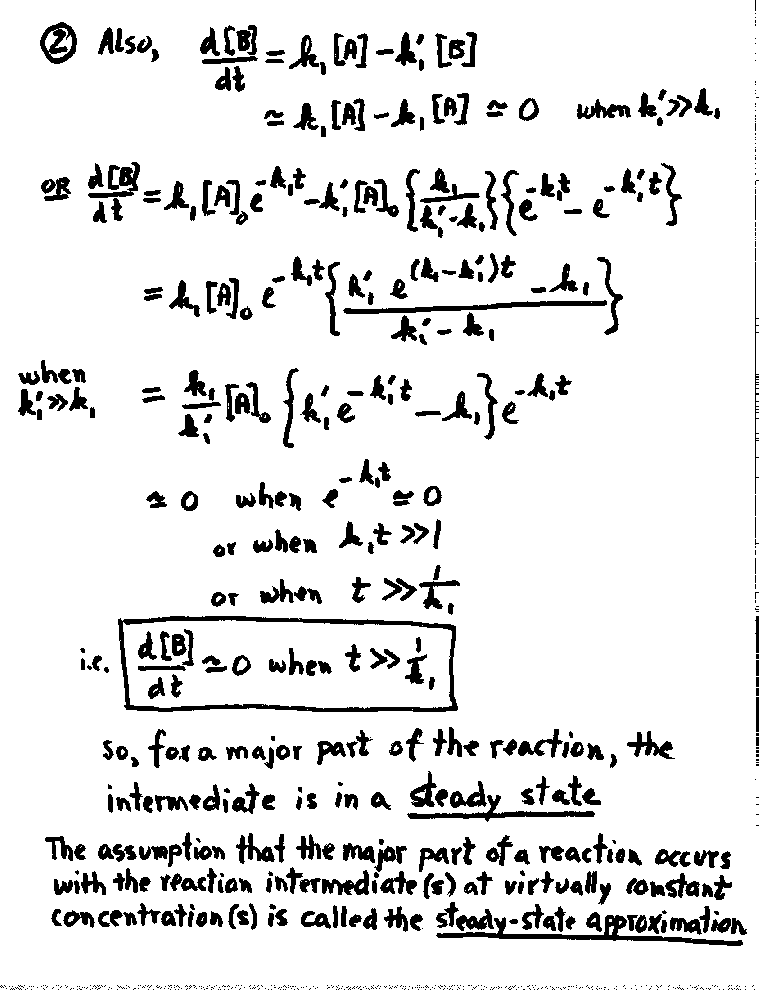 ② Also, d[B]/dt = k₁[A] − k₁'[B]
≃ k₁[A] − k₁[A] ≃ 0 when k₁' >> k₁
OR d[B]/dt = k₁[A]₀e^(−k₁t) − k₁'[A]₀{k₁/(k₁'−k₁)}{e^(−k₁t) − e^(−k₁'t)}
= k₁[A]₀ e^(−k₁t){(k₁' e^((k₁−k₁')t) − k₁)/(k₁' − k₁)}
when k₁' >> k₁ = k₁/k₁' [A]₀ {k₁' e^(−k₁'t) − k₁}e^(−k₁t)
≃ 0 when e^(−k₁t) ≃ 0
or when k₁t >> 1
or when t >> 1/k₁
i.e. d[B]/dt ≃ 0 when t >> 1/k₁
so, for a major part of the reaction, the
intermediate is in a steady state
The assumption that the major part of a reaction occurs
with the reaction intermediate(s) at virtually constant
concentration(s) is called the steady-state approximation